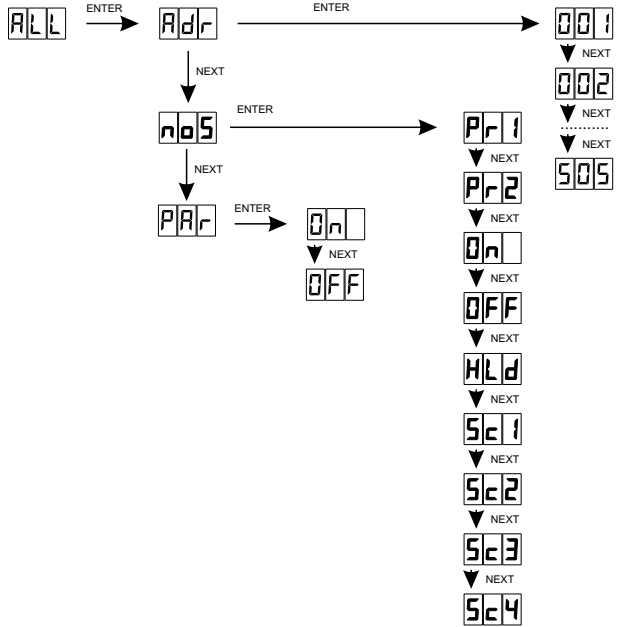 ALL ENTER Adr ENTER 001
NEXT
NEXT 002
NEXT
ENTER
noS Pr1 NEXT
505
NEXT NEXT
Pr2
PAr ENTER On NEXT
On
NEXT
OFF NEXT
OFF
NEXT
HLd
NEXT
Sc1
NEXT
Sc2
NEXT
Sc3
NEXT
Sc4